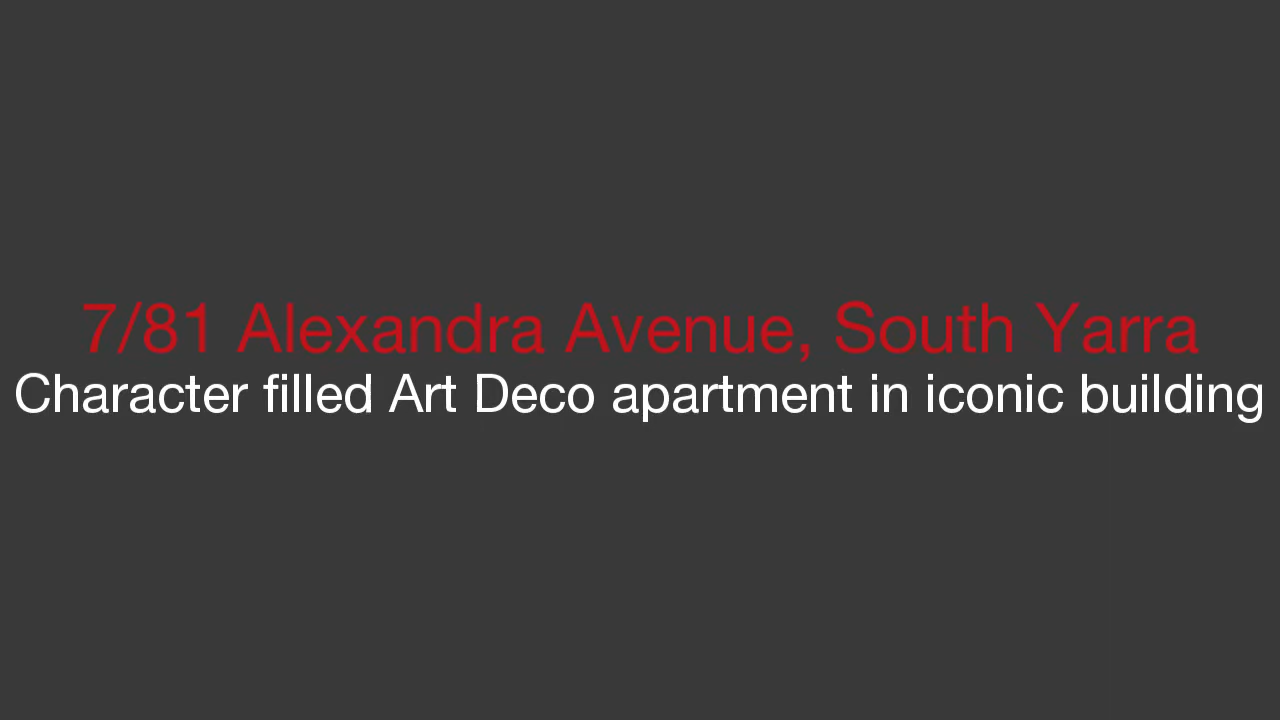 7/81 Alexandra Avenue, South Yarra
Character filled Art Deco apartment in iconic building